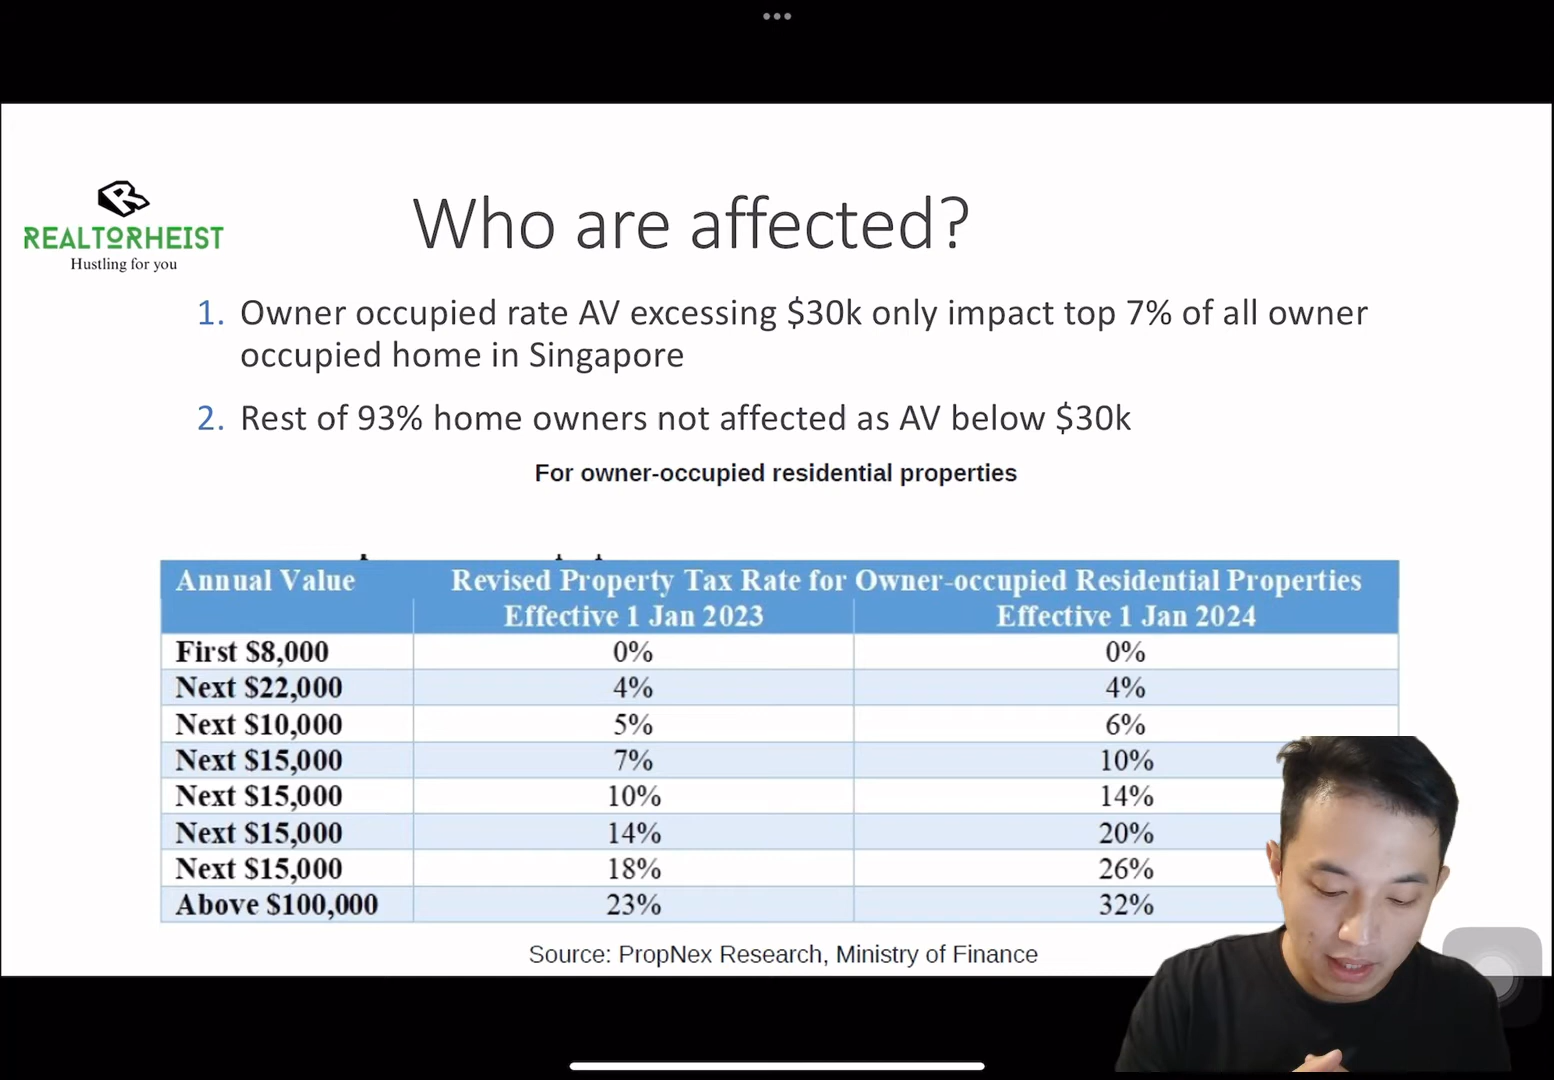 REALTORHEIST
Hustling for you
Who are affected?
1. Owner occupied rate AV excessing $30k only impact top 7% of all owner
occupied home in Singapore
2. Rest of 93% home owners not affected as AV below $30k
For owner-occupied residential properties
Annual Value Revised Property Tax Rate for Owner-occupied Residential Properties
Effective 1 Jan 2023 Effective 1 Jan 2024
First $8,000 0% 0%
Next $22,000 4% 4%
Next $10,000 5% 6%
Next $15,000 7% 10%
Next $15,000 10% 14%
Next $15,000 14% 20%
Next $15,000 18% 26%
Above $100,000 23% 32%
Source: PropNex Research, Ministry of Finance